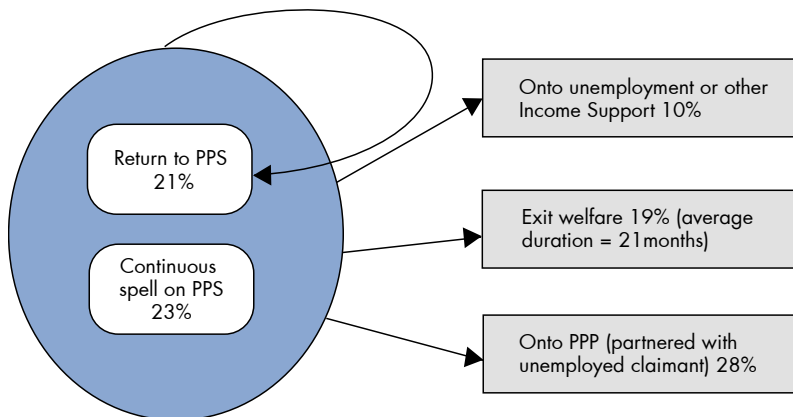 Return to PPS
21%
Continuous
spell on PPS
23%
Onto unemployment or other
Income Support 10%
Exit welfare 19% (average
duration = 21months)
Onto PPP (partnered with
unemployed claimant) 28%